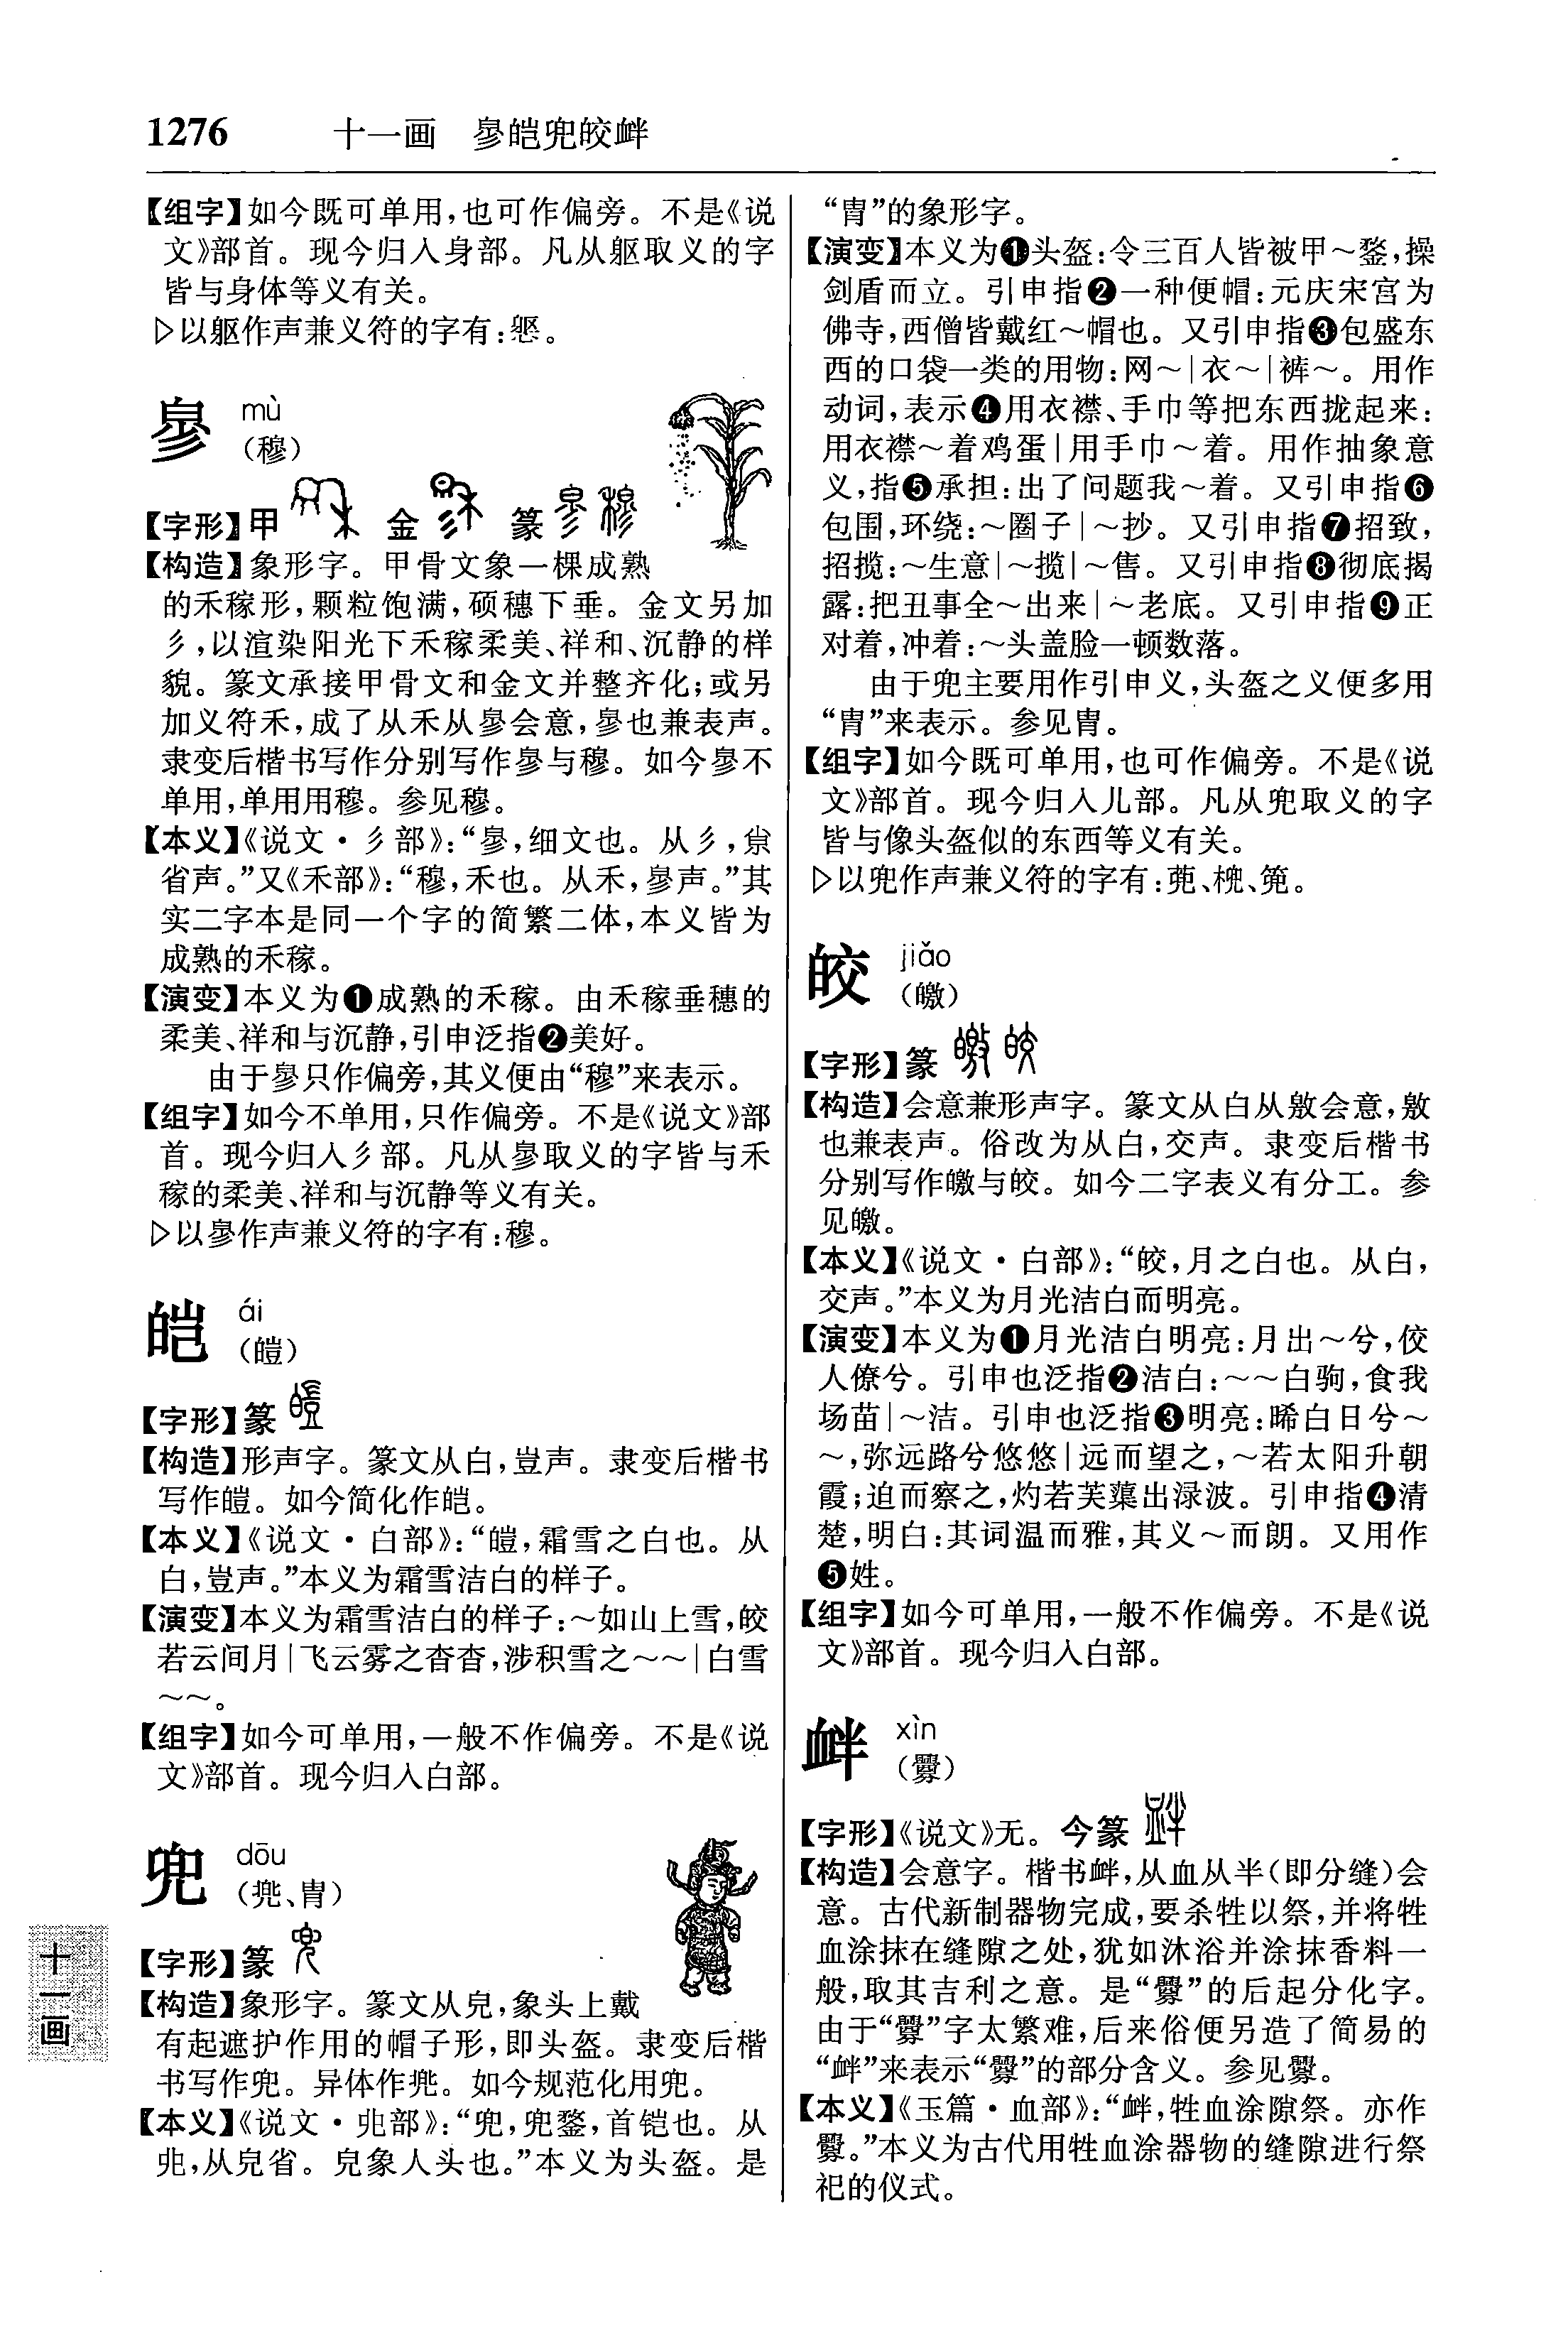 1276 十一画 㣎皑兜皎衅
【组字】如今既可单用,也可作偏旁。不是《说
文》部首。现今归入身部。凡从躯取义的字
皆与身体等义有关。
▷以躯作声兼义符的字有:慪。
㣎 mù
(穆)
【字形】甲 金 篆
【构造】象形字。甲骨文象一棵成熟
的禾稼形,颗粒饱满,硕穗下垂。金文另加
彡,以渲染阳光下禾稼柔美、祥和、沉静的样
貌。篆文承接甲骨文和金文并整齐化;或另
加义符禾,成了从禾从㣎会意,㣎也兼表声。
隶变后楷书写作分别写作㣎与穆。如今㣎不
单用,单用用穆。参见穆。
【本义】《说文·彡部》:“㣎,细文也。从彡,㡀
省声。”又《禾部》:“穆,禾也。从禾,㣎声。”其
实二字本是同一个字的简繁二体,本义皆为
成熟的禾稼。
【演变】本义为❶成熟的禾稼。由禾稼垂穗的
柔美、祥和与沉静,引申泛指❷美好。
由于㣎只作偏旁,其义便由“穆”来表示。
【组字】如今不单用,只作偏旁。不是《说文》部
首。现今归入彡部。凡从㣎取义的字皆与禾
稼的柔美、祥和与沉静等义有关。
▷以㣎作声兼义符的字有:穆。
皑 ái
(皚)
【字形】篆
【构造】形声字。篆文从白,豈声。隶变后楷书
写作皚。如今简化作皑。
【本义】《说文·白部》:“皚,霜雪之白也。从
白,豈声。”本义为霜雪洁白的样子。
【演变】本义为霜雪洁白的样子:~如山上雪,皎
若云间月|飞云雾之杳杳,涉积雪之~~|白雪
~~。
【组字】如今可单用,一般不作偏旁。不是《说
文》部首。现今归入白部。
兜 dōu
(兠、冑)
【字形】篆
【构造】象形字。篆文从皃,象头上戴
有起遮护作用的帽子形,即头盔。隶变后楷
书写作兜。异体作兠。如今规范化用兜。
【本义】《说文·𠑹部》:“兜,兜鍪,首铠也。从
𠑹,从皃省。皃象人头也。”本义为头盔。是
“冑”的象形字。
【演变】本义为❶头盔:令三百人皆被甲~鍪,操
剑盾而立。引申指❷一种便帽:元庆宋宫为
佛寺,西僧皆戴红~帽也。又引申指❸包盛东
西的口袋一类的用物:网~|衣~|裤~。用作
动词,表示❹用衣襟、手巾等把东西拢起来:
用衣襟~着鸡蛋|用手巾~着。用作抽象意
义,指❺承担:出了问题我~着。又引申指❻
包围,环绕:~圈子|~抄。又引申指❼招致,
招揽:~生意|~揽|~售。又引申指❽彻底揭
露:把丑事全~出来|~老底。又引申指❾正
对着,冲着:~头盖脸一顿数落。
由于兜主要用作引申义,头盔之义便多用
“冑”来表示。参见冑。
【组字】如今既可单用,也可作偏旁。不是《说
文》部首。现今归入儿部。凡从兜取义的字
皆与像头盔似的东西等义有关。
▷以兜作声兼义符的字有:蔸、橷、篼。
皎 jiǎo
(皦)
【字形】篆
【构造】会意兼形声字。篆文从白从敫会意,敫
也兼表声。俗改为从白,交声。隶变后楷书
分别写作皦与皎。如今二字表义有分工。参
见皦。
【本义】《说文·白部》:“皎,月之白也。从白,
交声。”本义为月光洁白而明亮。
【演变】本义为❶月光洁白明亮:月出~兮,佼
人僚兮。引申也泛指❷洁白:~~白驹,食我
场苗|~洁。引申也泛指❸明亮:晞白日兮~
~,弥远路兮悠悠|远而望之,~若太阳升朝
霞;迫而察之,灼若芙蕖出渌波。引申指❹清
楚,明白:其词温而雅,其义~而朗。又用作
❺姓。
【组字】如今可单用,一般不作偏旁。不是《说
文》部首。现今归入白部。
衅 xìn
(釁)
【字形】《说文》无。今篆
【构造】会意字。楷书衅,从血从半(即分缝)会
意。古代新制器物完成,要杀牲以祭,并将牲
血涂抹在缝隙之处,犹如沐浴并涂抹香料一
般,取其吉利之意。是“釁”的后起分化字。
由于“釁”字太繁难,后来俗便另造了简易的
“衅”来表示“釁”的部分含义。参见釁。
【本义】《玉篇·血部》:“衅,牲血涂隙祭。亦作
釁。”本义为古代用牲血涂器物的缝隙进行祭
祀的仪式。
十一画